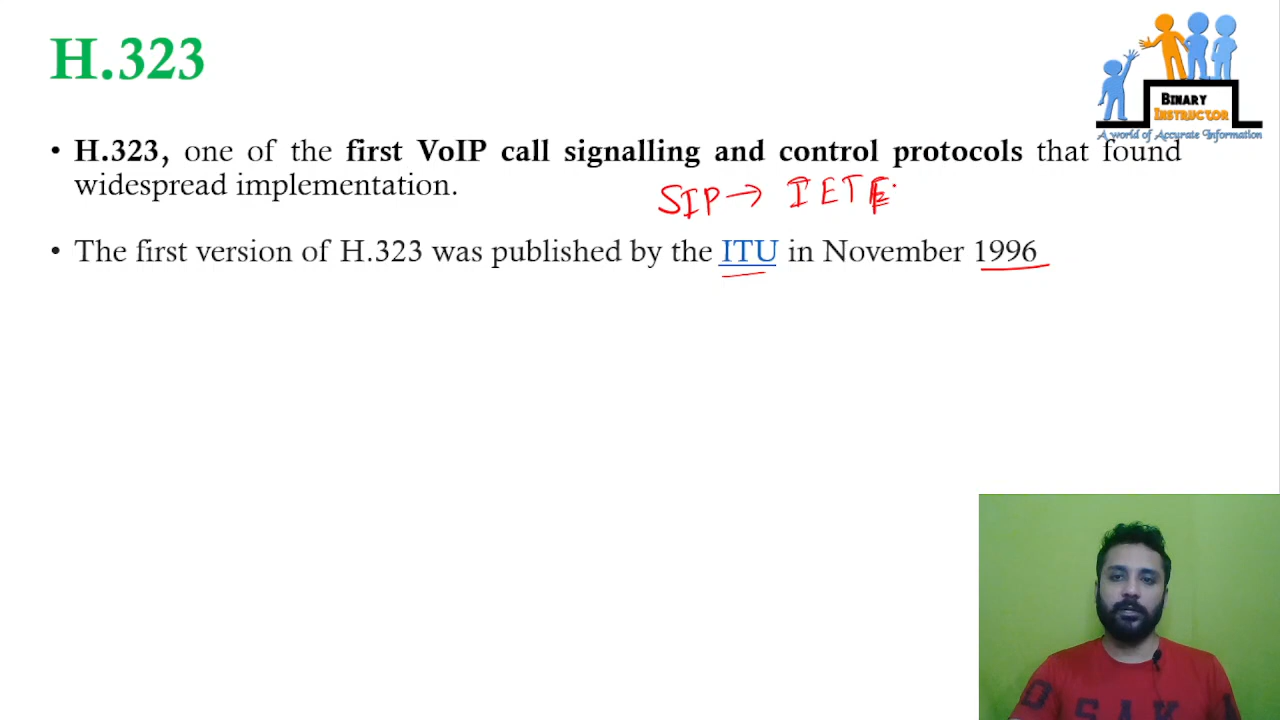 H.323
BINARY
INSTRUCTOR
A world of Accurate Information
• H.323, one of the first VoIP call signalling and control protocols that found
widespread implementation.
SIP → IETF
• The first version of H.323 was published by the ITU in November 1996